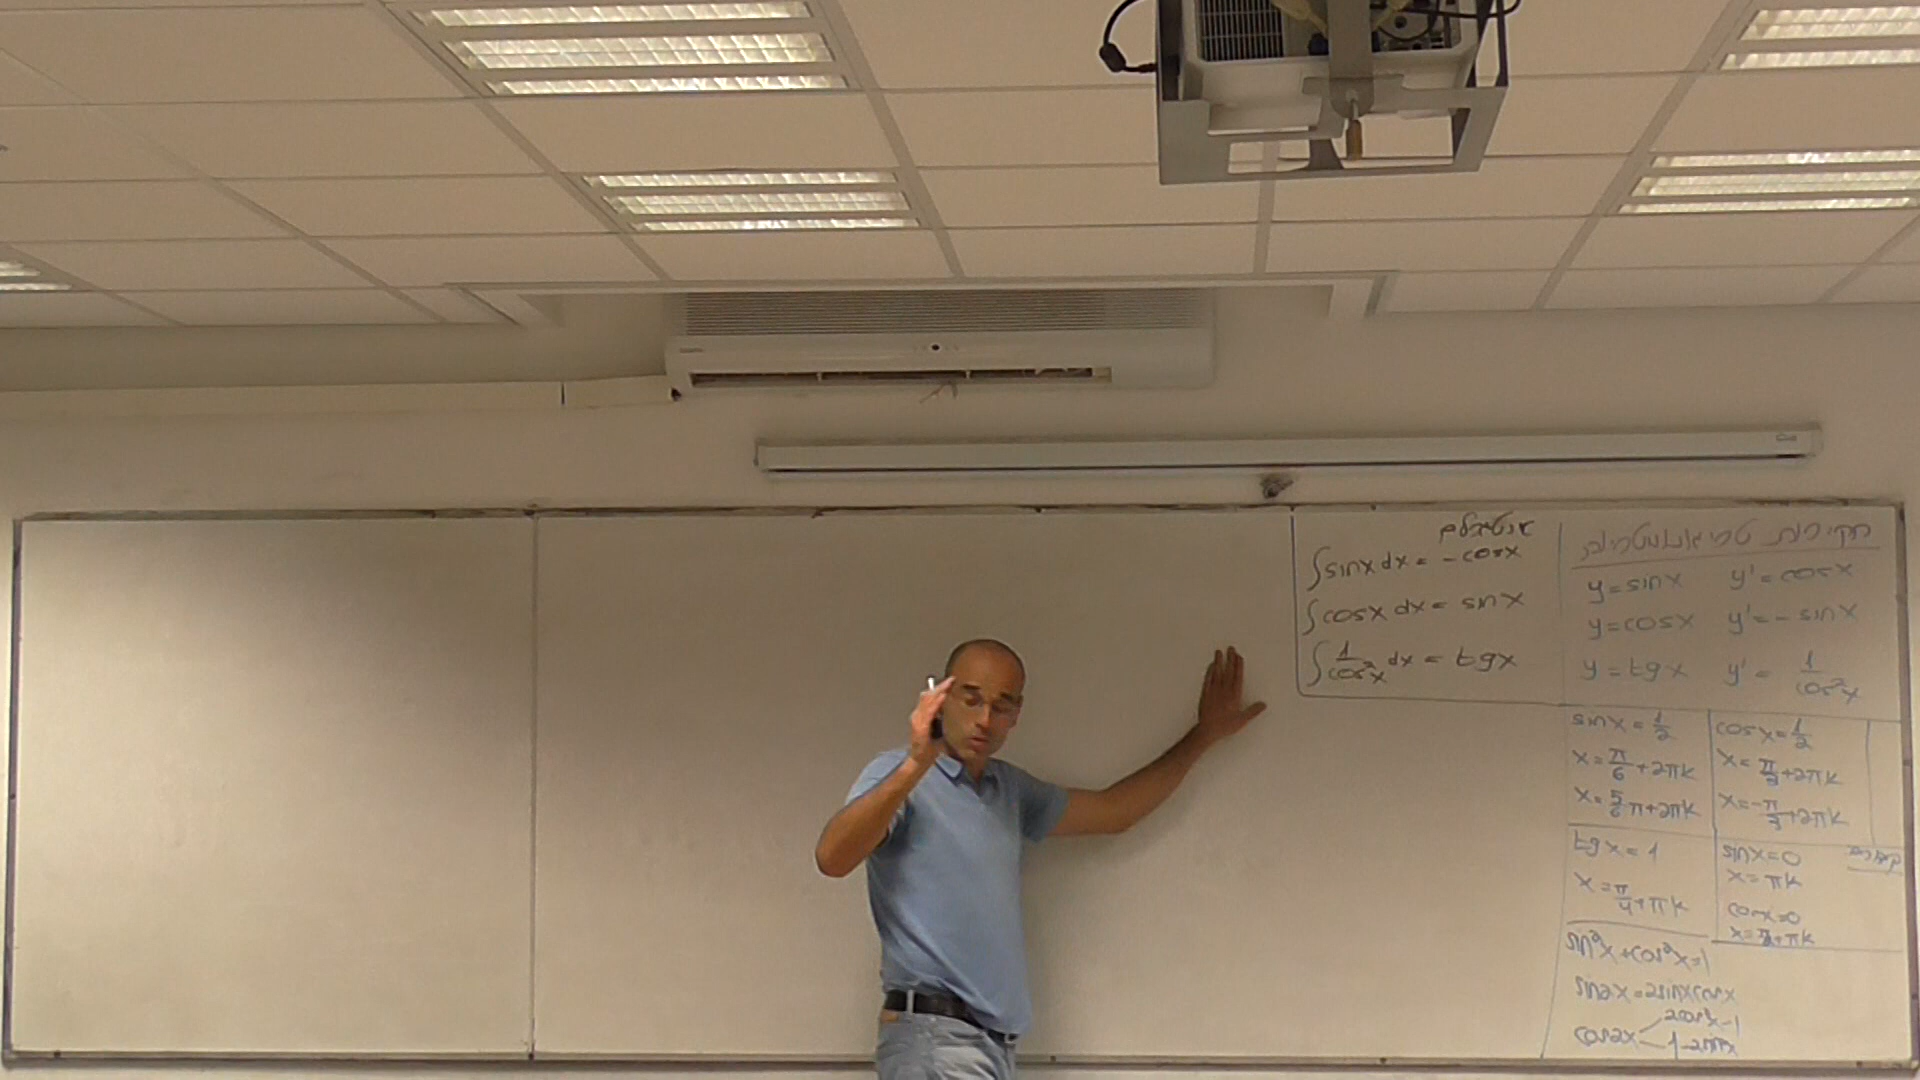 אינטגרלים
∫sinx dx = -cosx
∫cosx dx = sinx
∫1/cos²x dx = tgx
חקירות טריגונומטריות
y=sinx y'=cosx
y=cosx y'=-sinx
y=tgx y'=1/cos²x
sinx=1/2
x=π/6+2πk
x=5/6π+2πk
cosx=1/2
x=π/3+2πk
x=-π/3+2πk
tgx=1
x=π/4+πk
sinx=0
x=πk
cosx=0
x=π/2+πk
sin²x+cos²x=1
sin2x=2sinxcosx
cos2x 2cos²x-1
1-2sin²x